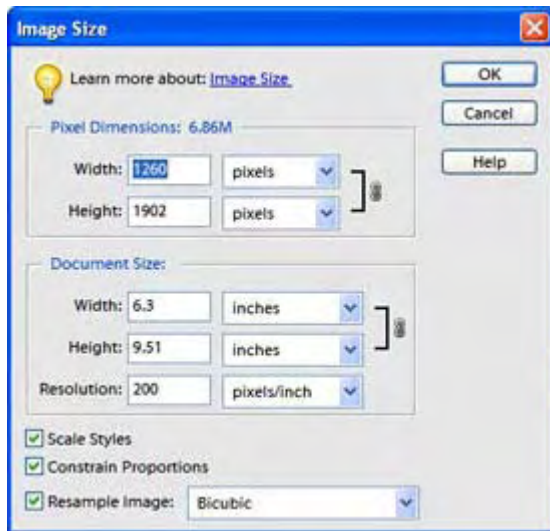 Image Size
Learn more about: Image Size
OK
Cancel
Help
Pixel Dimensions: 6.86M
Width: 1260 pixels
Height: 1902 pixels
Document Size:
Width: 6.3 inches
Height: 9.51 inches
Resolution: 200 pixels/inch
Scale Styles
Constrain Proportions
Resample Image: Bicubic